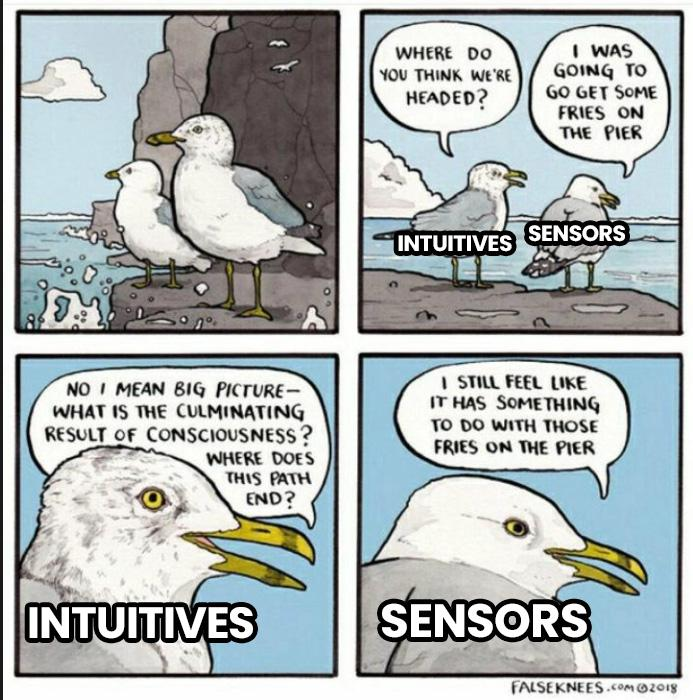 WHERE DO
YOU THINK WE'RE
HEADED?
I WAS
GOING TO
GO GET SOME
FRIES ON
THE PIER
INTUITIVES
SENSORS
NO I MEAN BIG PICTURE—
WHAT IS THE CULMINATING
RESULT OF CONSCIOUSNESS?
WHERE DOES
THIS PATH
END?
INTUITIVES
I STILL FEEL LIKE
IT HAS SOMETHING
TO DO WITH THOSE
FRIES ON THE PIER
SENSORS
FALSEKNEES.COM©2018